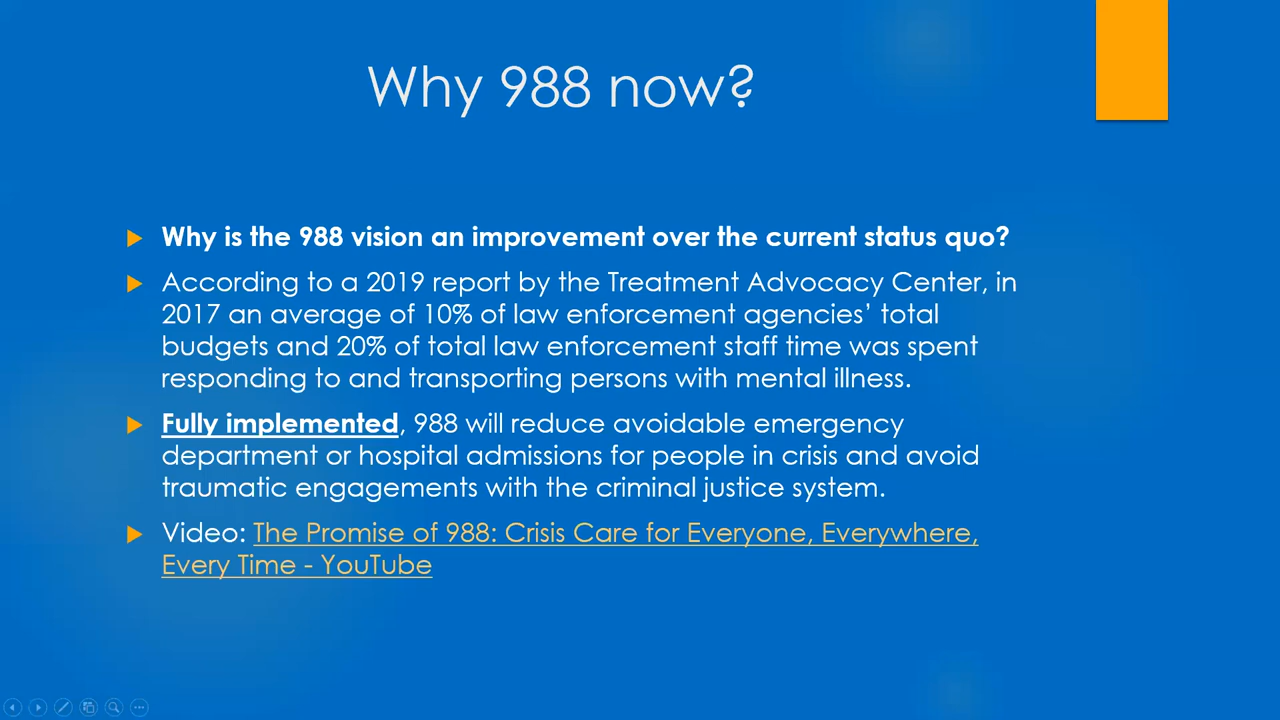 Why 988 now?
Why is the 988 vision an improvement over the current status quo?
According to a 2019 report by the Treatment Advocacy Center, in
2017 an average of 10% of law enforcement agencies’ total
budgets and 20% of total law enforcement staff time was spent
responding to and transporting persons with mental illness.
Fully implemented, 988 will reduce avoidable emergency
department or hospital admissions for people in crisis and avoid
traumatic engagements with the criminal justice system.
Video: The Promise of 988: Crisis Care for Everyone, Everywhere,
Every Time - YouTube